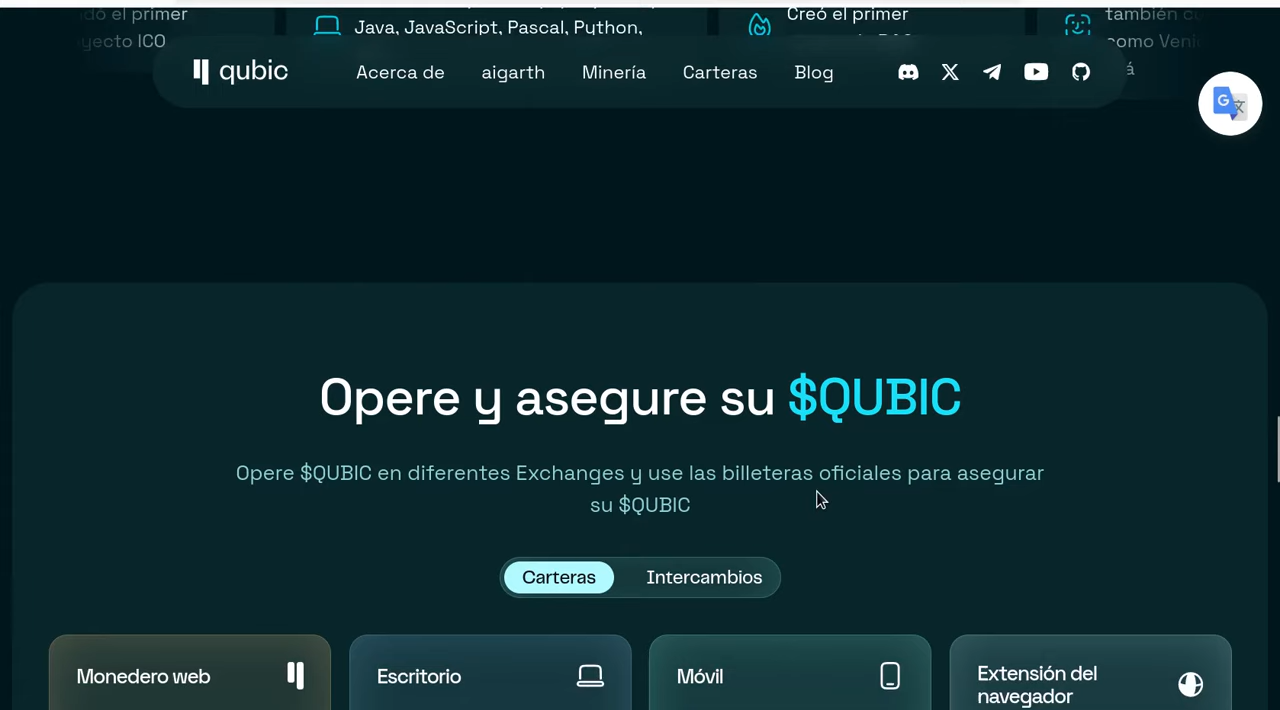 dó el primer
yecto ICO
Java, JavaScript, Pascal, Python,
Creó el primer
también
como
qubic
Acerca de
aigarth
Minería
Carteras
Blog
Opere y asegure su $QUBIC
Opere $QUBIC en diferentes Exchanges y use las billeteras oficiales para asegurar
su $QUBIC
Carteras
Intercambios
Monedero web
Escritorio
Móvil
Extensión del
navegador